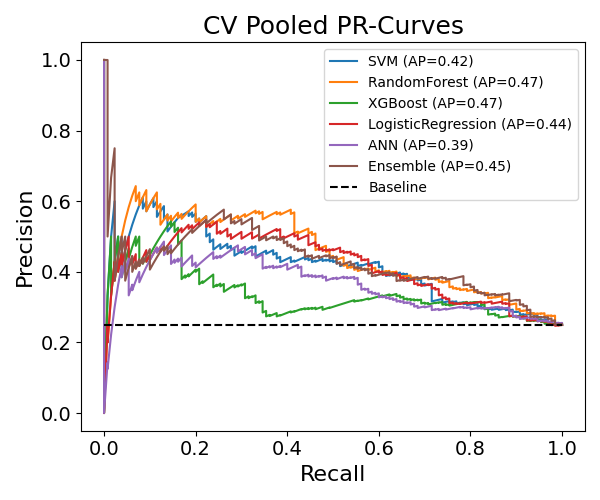 CV Pooled PR-Curves
SVM (AP=0.42)
RandomForest (AP=0.47)
XGBoost (AP=0.47)
LogisticRegression (AP=0.44)
ANN (AP=0.39)
Ensemble (AP=0.45)
Baseline
Precision
1.0
0.8
0.6
0.4
0.2
0.0
0.0 0.2 0.4 0.6 0.8 1.0
Recall